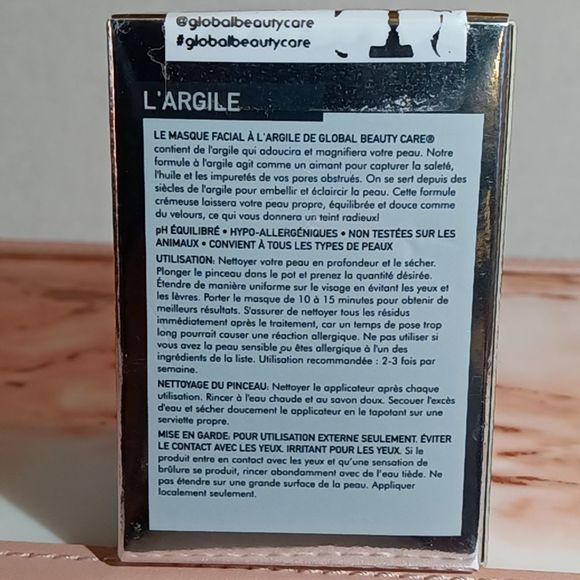 @globalbeautycare
#globalbeautycare
L'ARGILE
LE MASQUE FACIAL À L'ARGILE DE GLOBAL BEAUTY CARE®
contient de l'argile qui adoucira et magnifiera votre peau. Notre
formule à l'argile agit comme un aimant pour capturer la saleté,
l'huile et les impuretés de vos pores obstrués. On se sert depuis des
siècles de l'argile pour embellir et éclaircir la peau. Cette formule
crémeuse laissera votre peau propre, équilibrée et douce comme
du velours, ce qui vous donnera un teint radieux!
pH ÉQUILIBRÉ • HYPO-ALLERGÉNIQUES • NON TESTÉES SUR LES
ANIMAUX • CONVIENT À TOUS LES TYPES DE PEAUX
UTILISATION: Nettoyer votre peau en profondeur et le sécher.
Plonger le pinceau dans le pot et prenez la quantité désirée.
Étendre de manière uniforme sur le visage en évitant les yeux et
les lèvres. Porter le masque de 10 à 15 minutes pour obtenir de
meilleurs résultats. S'assurer de nettoyer tous les résidus
immédiatement après le traitement, car un temps de pose trop
long pourrait causer une réaction allergique. Ne pas utiliser si
vous avez la peau sensible ou êtes allergique à l'un des
ingrédients de la liste. Utilisation recommandée : 2-3 fois par
semaine.
NETTOYAGE DU PINCEAU: Nettoyer l'applicateur après chaque
utilisation. Rincer à l'eau chaude et au savon doux. Secouer l'excès
d'eau et sécher doucement le applicateur en le tapotant sur une
serviette propre.
MISE EN GARDE: POUR UTILISATION EXTERNE SEULEMENT. ÉVITER
LE CONTACT AVEC LES YEUX. IRRITANT POUR LES YEUX. Si le
produit entre en contact avec les yeux et qu'une sensation de
brûlure se produit, rincer abondamment avec de l'eau tiède. Ne
pas étendre sur une grande surface de la peau. Appliquer
localement seulement.